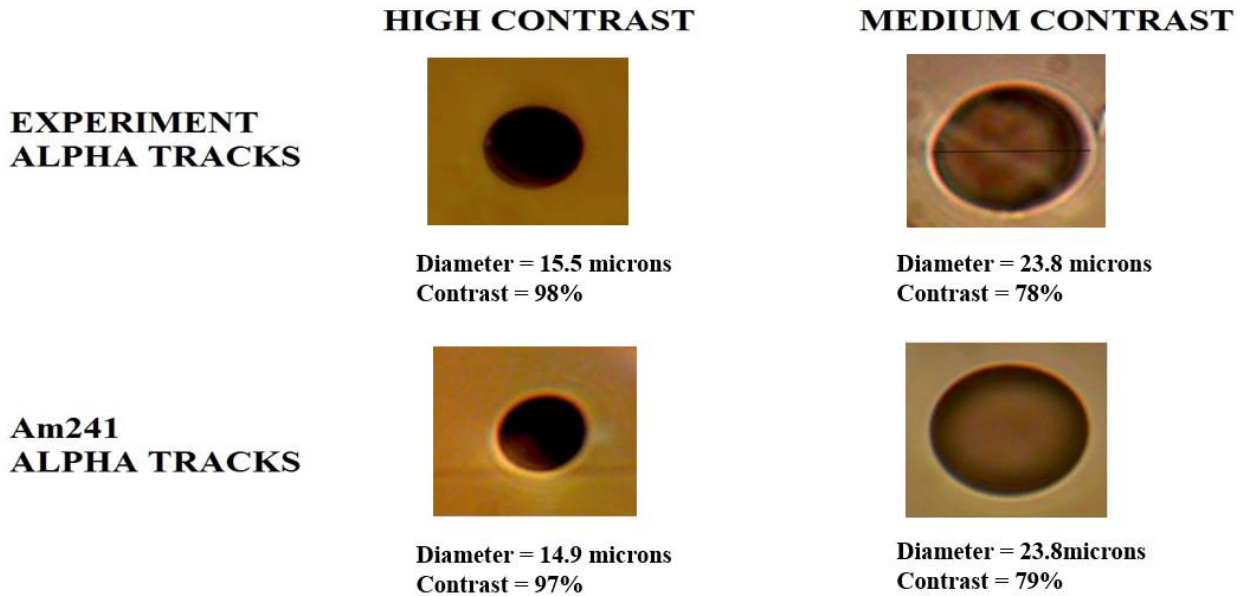 HIGH CONTRAST
MEDIUM CONTRAST
EXPERIMENT
ALPHA TRACKS
Diameter = 15.5 microns
Contrast = 98%
Diameter = 23.8 microns
Contrast = 78%
Am241
ALPHA TRACKS
Diameter = 14.9 microns
Contrast = 97%
Diameter = 23.8microns
Contrast = 79%